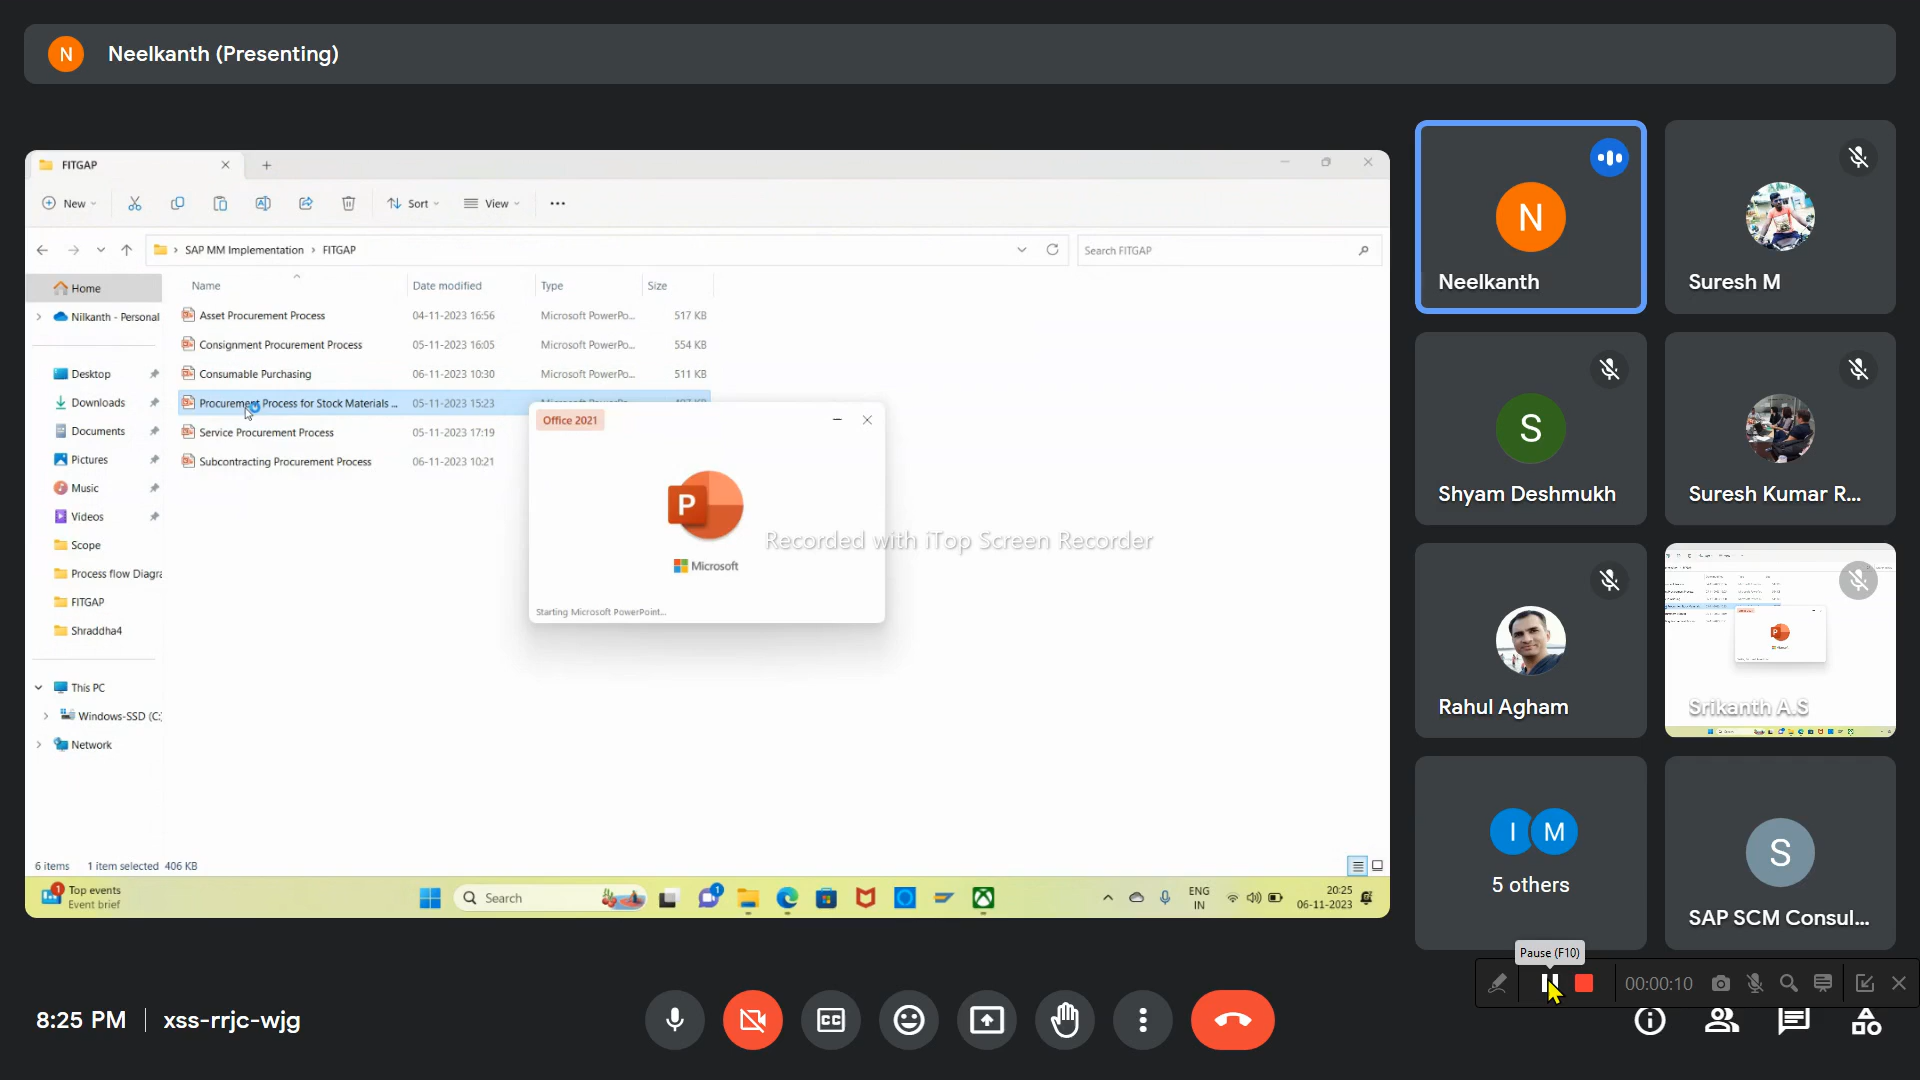 N Neelkanth (Presenting)
FITGAP
New
Sort
View
SAP MM Implementation > FITGAP
Search FITGAP
Name Date modified Type Size
Asset Procurement Process 04-11-2023 16:56 Microsoft PowerPo... 517 KB
Consignment Procurement Process 05-11-2023 16:05 Microsoft PowerPo... 554 KB
Consumable Purchasing 06-11-2023 10:30 Microsoft PowerPo... 511 KB
Procurement Process for Stock Materials ... 05-11-2023 15:23
Service Procurement Process 05-11-2023 17:19
Subcontracting Procurement Process 06-11-2023 10:21
Home
Nilkanth - Personal
Desktop
Downloads
Documents
Pictures
Music
Videos
Scope
Process flow Diagra
FITGAP
Shraddha4
This PC
Windows-SSD (C:
Network
Office 2021
P
Microsoft
Starting Microsoft PowerPoint...
Recorded with iTop Screen Recorder
6 items 1 item selected 406 KB
1
Top events
Event brief
Search
1
ENG
IN
20:25
06-11-2023
N
Neelkanth
Suresh M
S
Shyam Deshmukh
Suresh Kumar R...
Rahul Agham
Srikanth A.S
I M
5 others
S
SAP SCM Consul...
Pause (F10)
00:00:10
8:25 PM | xss-rrjc-wjg
CC